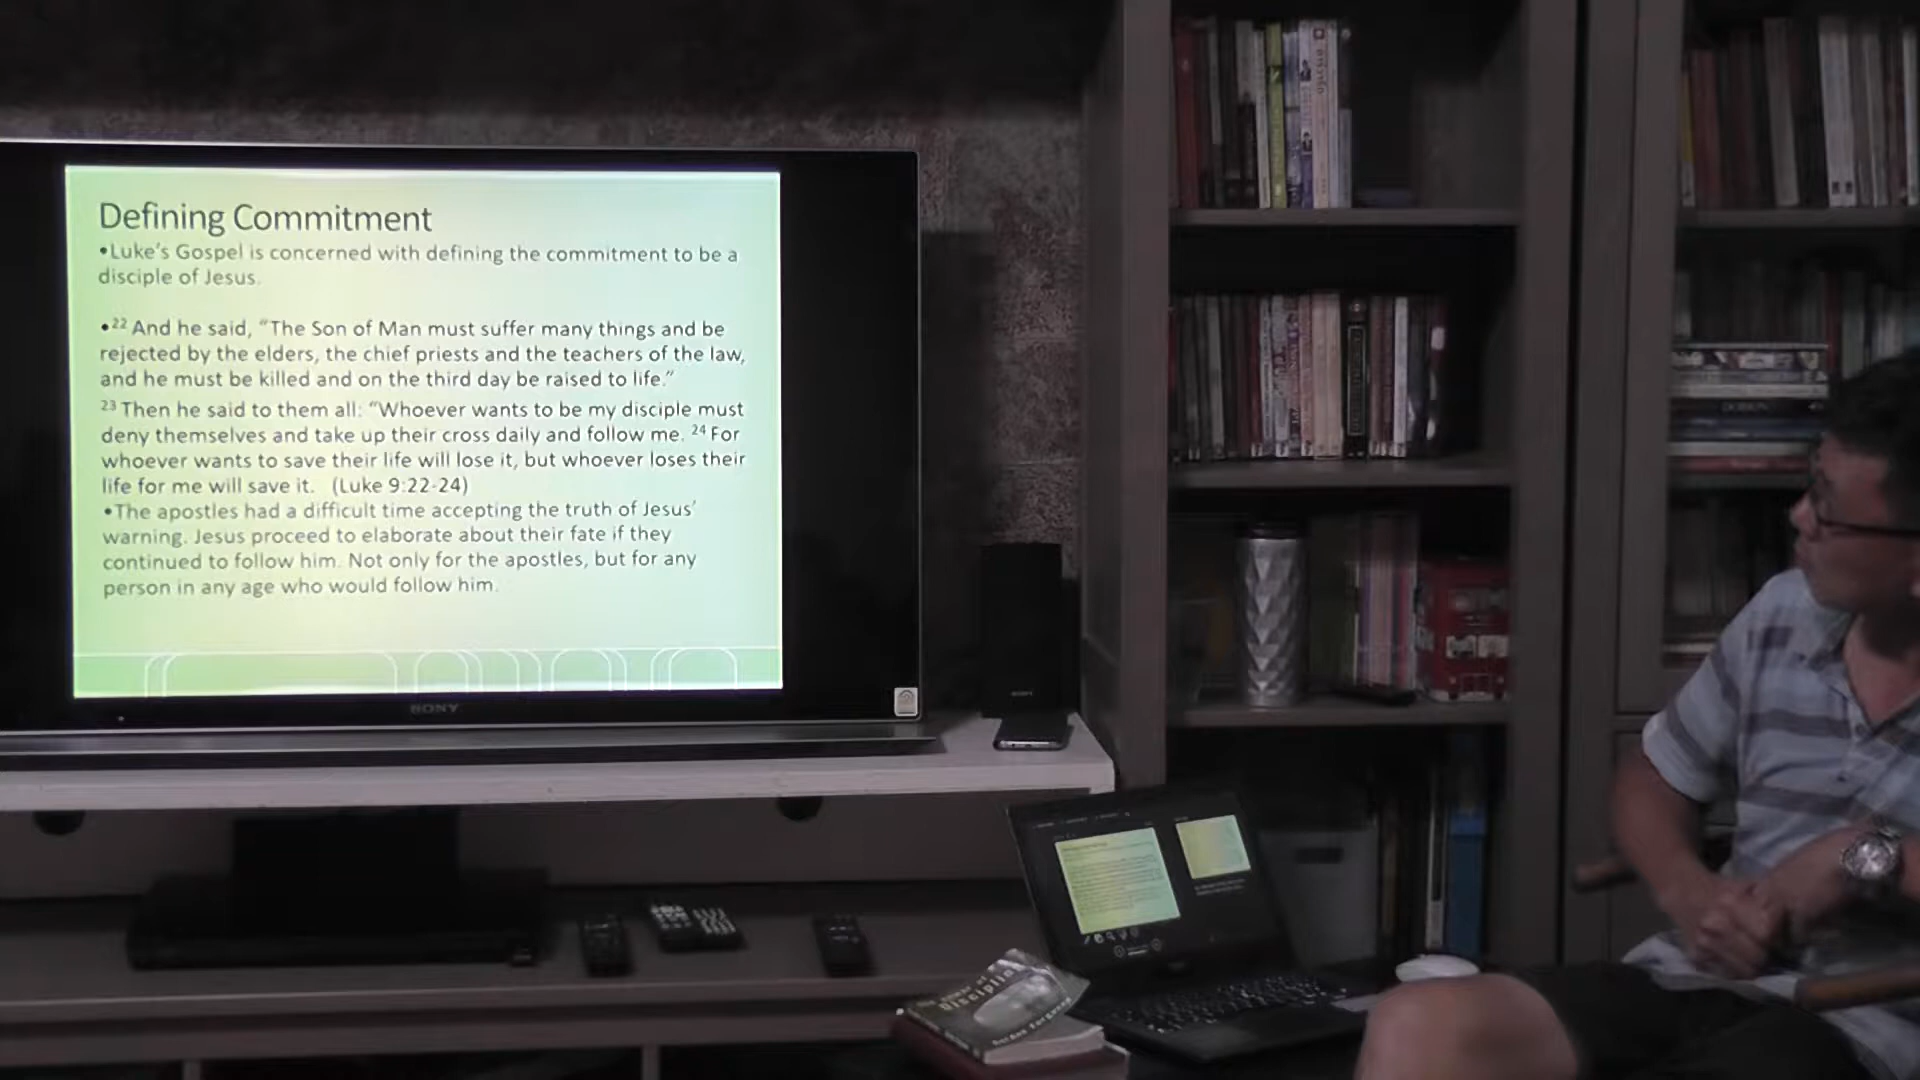 Defining Commitment
•Luke's Gospel is concerned with defining the commitment to be a
disciple of Jesus.
•22 And he said, “The Son of Man must suffer many things and be
rejected by the elders, the chief priests and the teachers of the law,
and he must be killed and on the third day be raised to life.”
23 Then he said to them all: “Whoever wants to be my disciple must
deny themselves and take up their cross daily and follow me. 24 For
whoever wants to save their life will lose it, but whoever loses their
life for me will save it. (Luke 9:22-24)
•The apostles had a difficult time accepting the truth of Jesus'
warning. Jesus proceed to elaborate about their fate if they
continued to follow him. Not only for the apostles, but for any
person in any age who would follow him.
SONY
SONY